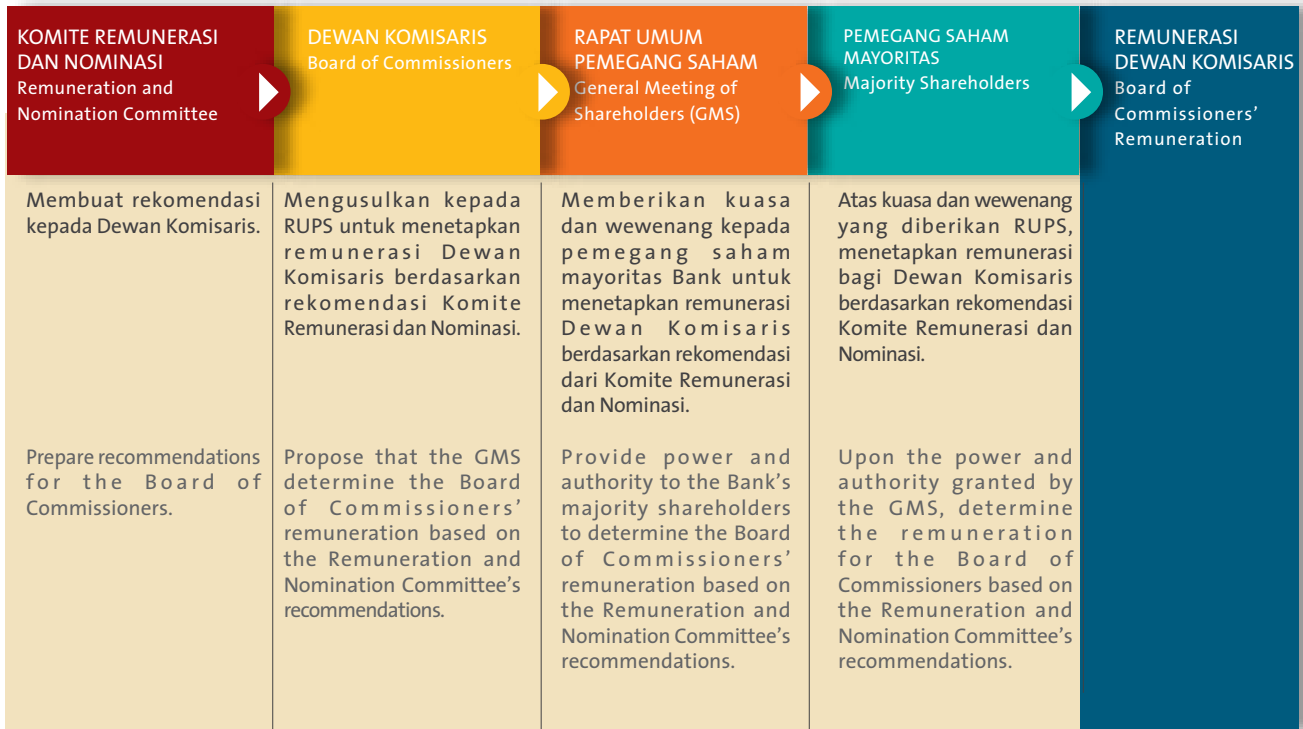 KOMITE REMUNERASI
DAN NOMINASI
Remuneration and
Nomination Committee
DEWAN KOMISARIS
Board of Commissioners
RAPAT UMUM
PEMEGANG SAHAM
General Meeting of
Shareholders (GMS)
PEMEGANG SAHAM
MAYORITAS
Majority Shareholders
REMUNERASI
DEWAN KOMISARIS
Board of
Commissioners’
Remuneration
Membuat rekomendasi
kepada Dewan Komisaris.
Mengusulkan kepada
RUPS untuk menetapkan
remunerasi Dewan
Komisaris berdasarkan
rekomendasi Komite
Remunerasi dan Nominasi.
Memberikan kuasa
dan wewenang kepada
pemegang saham
mayoritas Bank untuk
menetapkan remunerasi
Dewan Komisaris
berdasarkan rekomendasi
dari Komite Remunerasi
dan Nominasi.
Atas kuasa dan wewenang
yang diberikan RUPS,
menetapkan remunerasi
bagi Dewan Komisaris
berdasarkan rekomendasi
Komite Remunerasi dan
Nominasi.
Prepare recommendations
for the Board of
Commissioners.
Propose that the GMS
determine the Board
of Commissioners’
remuneration based on
the Remuneration and
Nomination Committee’s
recommendations.
Provide power and
authority to the Bank’s
majority shareholders
to determine the Board
of Commissioners’
remuneration based on
the Remuneration and
Nomination Committee’s
recommendations.
Upon the power and
authority granted by
the GMS, determine
the remuneration
for the Board of
Commissioners based on
the Remuneration and
Nomination Committee’s
recommendations.